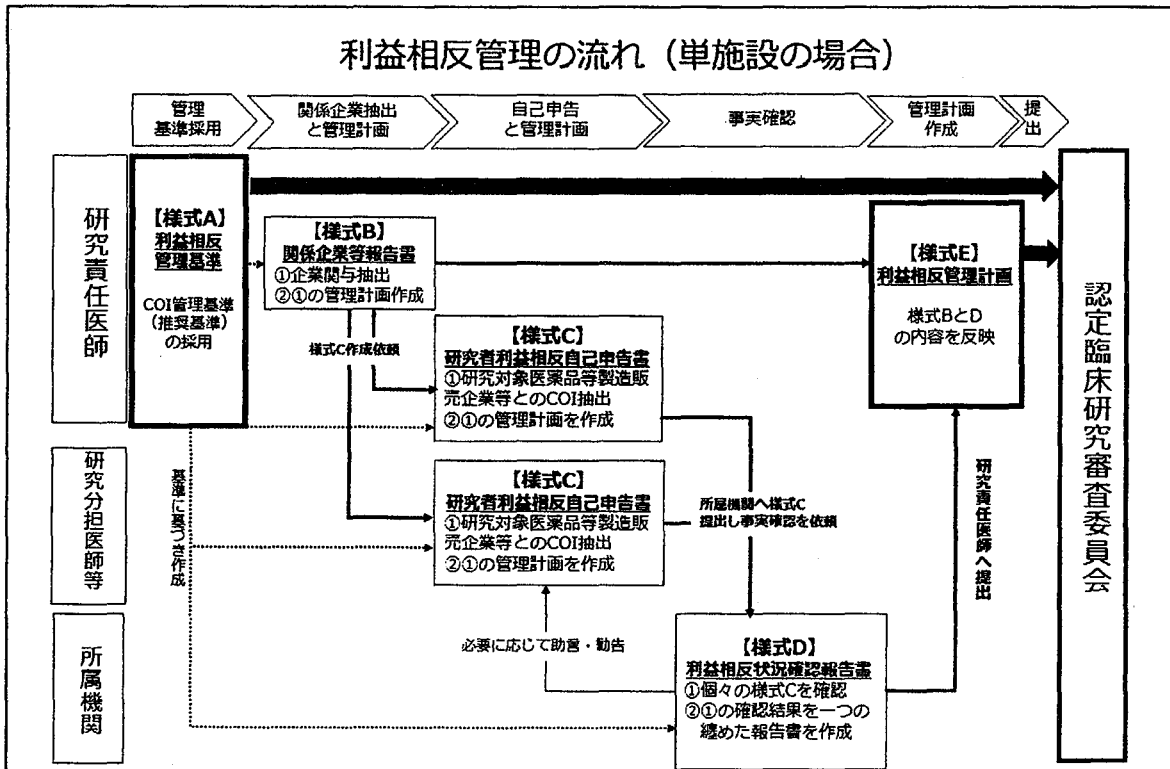 利益相反管理の流れ（単施設の場合）
管理
基準採用
関係企業抽出
と管理計画
自己申告
と管理計画
事実確認
管理計画
作成
提
出
研究責任医師
【様式A】
利益相反
管理基準
COI管理基準
（推奨基準）
の採用
【様式B】
関係企業等報告書
①企業関与抽出
②①の管理計画作成
様式C作成依頼
【様式C】
研究者利益相反自己申告書
①研究対象医薬品等製造販
売企業等とのCOI抽出
②①の管理計画を作成
【様式E】
利益相反管理計画
様式BとD
の内容を反映
認定臨床研究審査委員会
研究分担医師等
基準に基づき作成
【様式C】
研究者利益相反自己申告書
①研究対象医薬品等製造販
売企業等とのCOI抽出
②①の管理計画を作成
所属機関へ様式C
提出し事実確認を依頼
研究責任医師へ提出
所属機関
必要に応じて助言・勧告
【様式D】
利益相反状況確認報告書
①個々の様式Cを確認
②①の確認結果を一つの
纏めた報告書を作成